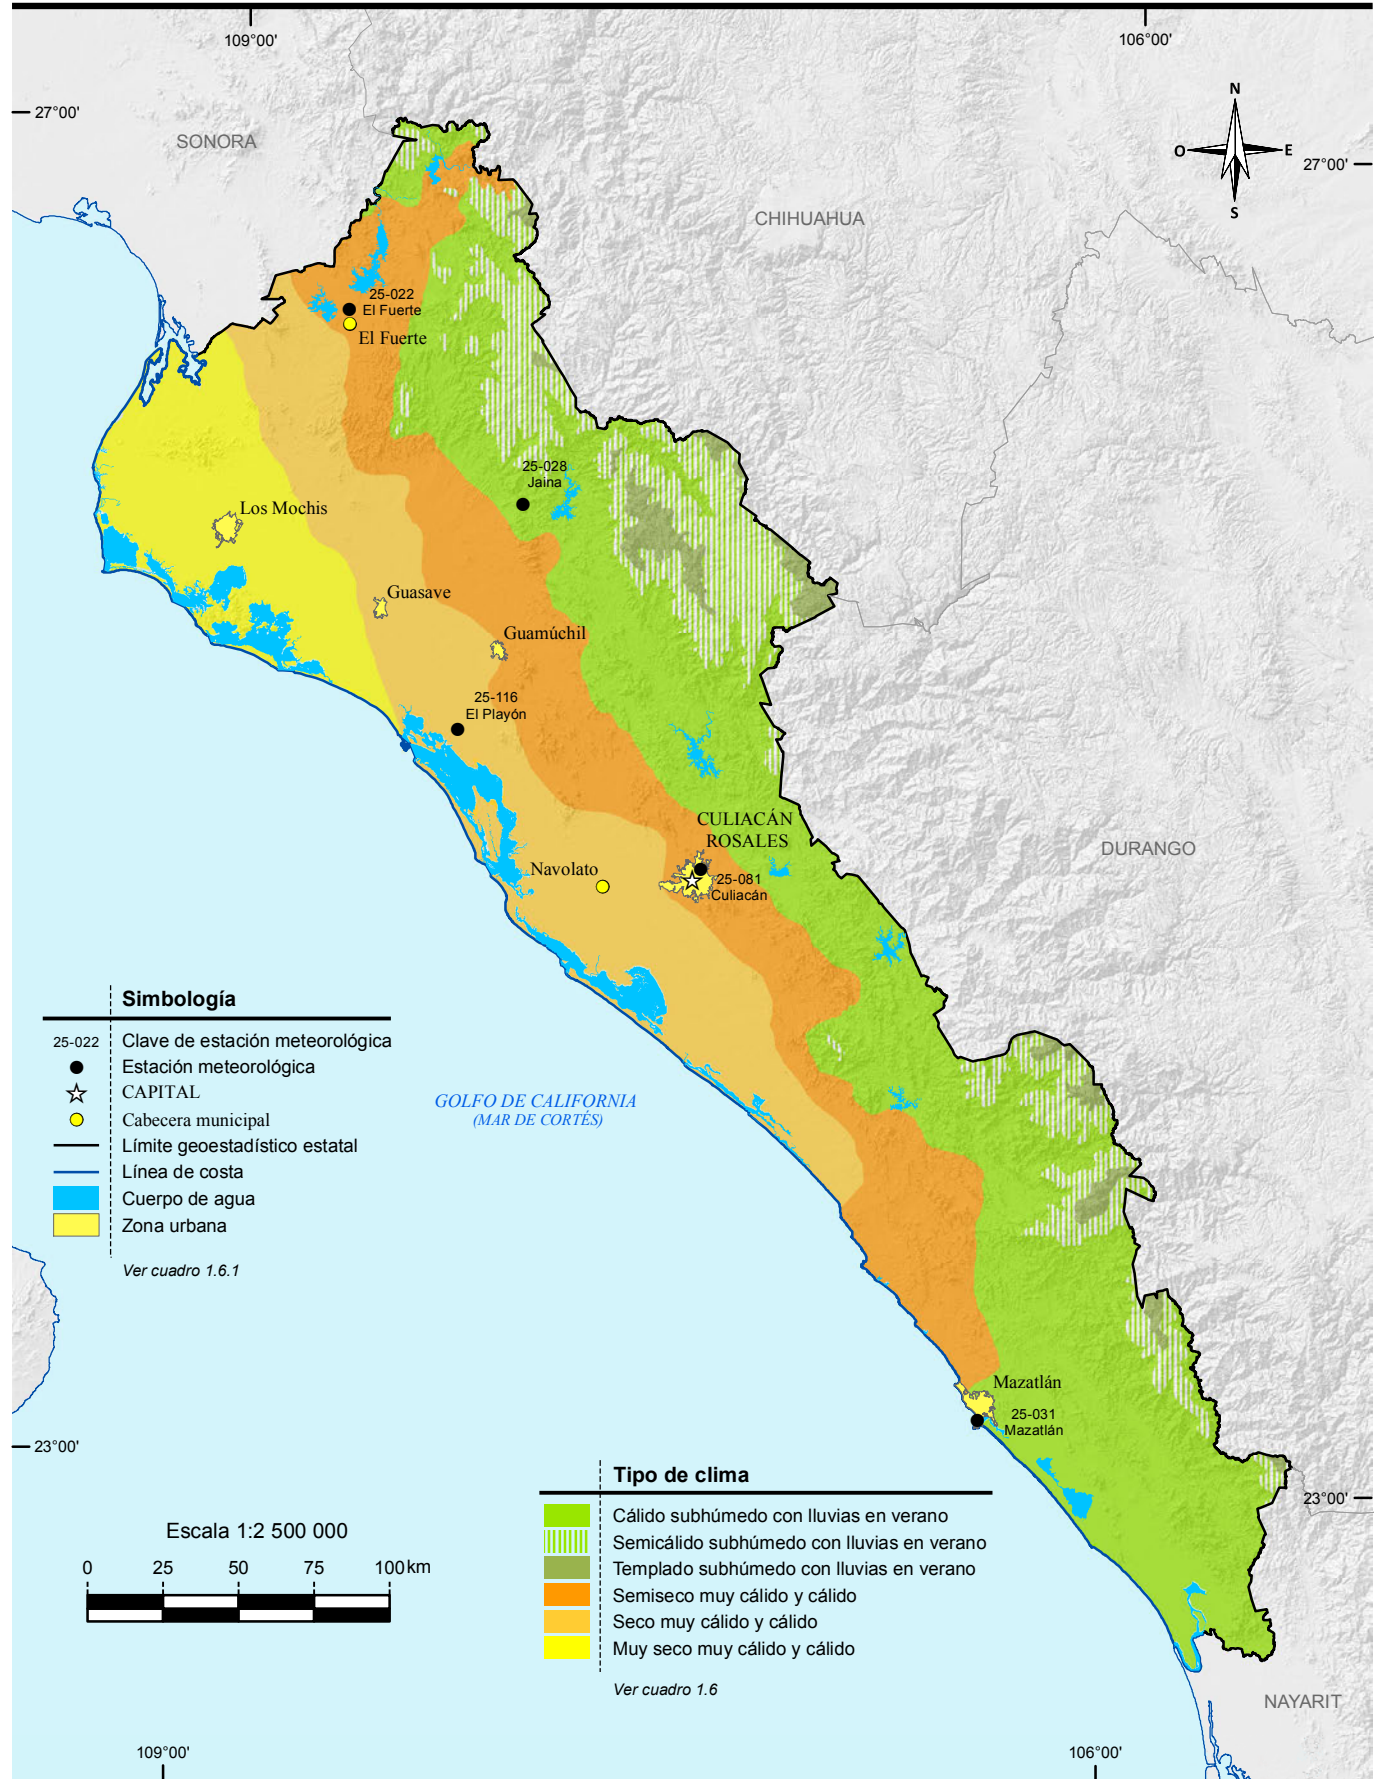 109°00'
106°00'
27°00'
SONORA
N
O
E
S
27°00'
CHIHUAHUA
25-022
El Fuerte
El Fuerte
25-028
Jaina
Los Mochis
Guasave
Guamúchil
25-116
El Playón
CULIACÁN
ROSALES
DURANGO
Navolato
25-081
Culiacán
Simbología
25-022 Clave de estación meteorológica
Estación meteorológica
CAPITAL
Cabecera municipal
Límite geoestadístico estatal
Línea de costa
Cuerpo de agua
Zona urbana
Ver cuadro 1.6.1
GOLFO DE CALIFORNIA
(MAR DE CORTÉS)
Mazatlán
25-031
Mazatlán
23°00'
23°00'
Tipo de clima
Cálido subhúmedo con lluvias en verano
Semicálido subhúmedo con lluvias en verano
Templado subhúmedo con lluvias en verano
Semiseco muy cálido y cálido
Seco muy cálido y cálido
Muy seco muy cálido y cálido
Ver cuadro 1.6
Escala 1:2 500 000
0 25 50 75 100 km
NAYARIT
109°00'
106°00'